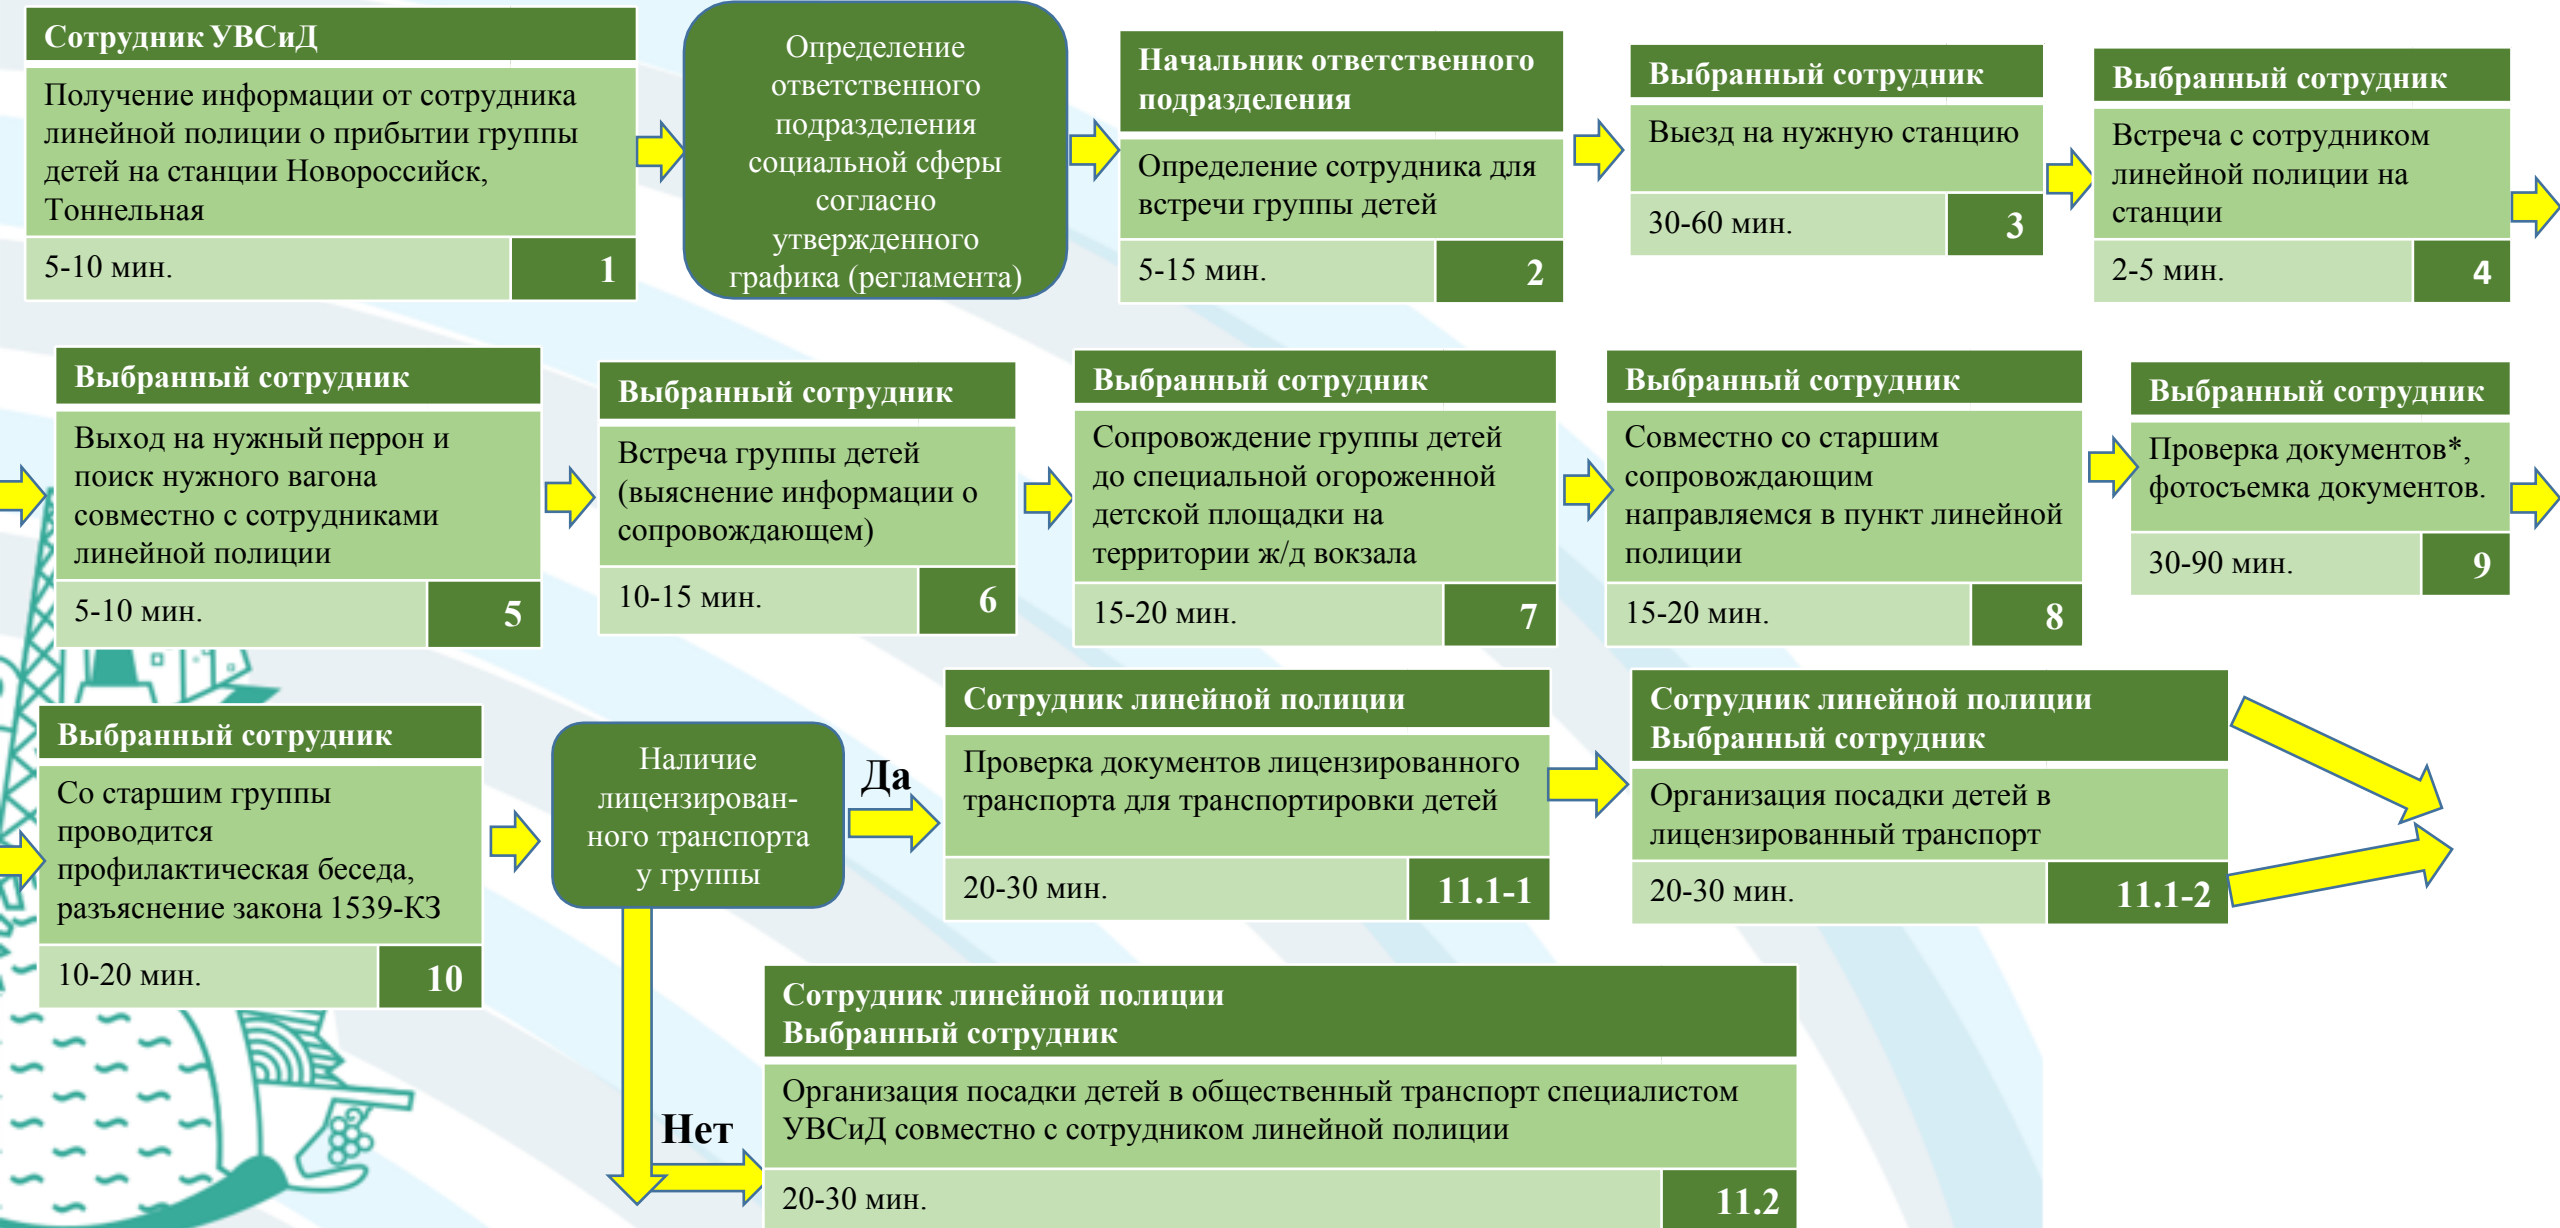 Сотрудник УВСиД
Получение информации от сотрудника
линейной полиции о прибытии группы
детей на станции Новороссийск,
Тоннельная
5-10 мин.
1
Определение
ответственного
подразделения
социальной сферы
согласно
утвержденного
графика (регламента)
Начальник ответственного
подразделения
Определение сотрудника для
встречи группы детей
5-15 мин.
2
Выбранный сотрудник
Выезд на нужную станцию
30-60 мин.
3
Выбранный сотрудник
Встреча с сотрудником
линейной полиции на
станции
2-5 мин.
4
Выбранный сотрудник
Выход на нужный перрон и
поиск нужного вагона
совместно с сотрудниками
линейной полиции
5-10 мин.
5
Выбранный сотрудник
Встреча группы детей
(выяснение информации о
сопровождающем)
10-15 мин.
6
Выбранный сотрудник
Сопровождение группы детей
до специальной огороженной
детской площадки на
территории ж/д вокзала
15-20 мин.
7
Выбранный сотрудник
Совместно со старшим
сопровождающим
направляемся в пункт линейной
полиции
15-20 мин.
8
Выбранный сотрудник
Проверка документов*,
фотосъемка документов.
30-90 мин.
9
Выбранный сотрудник
Со старшим группы
проводится
профилактическая беседа,
разъяснение закона 1539-КЗ
10-20 мин.
10
Наличие
лицензирован-
ного транспорта
у группы
Да
Сотрудник линейной полиции
Проверка документов лицензированного
транспорта для транспортировки детей
20-30 мин.
11.1-1
Сотрудник линейной полиции
Выбранный сотрудник
Организация посадки детей в
лицензированный транспорт
20-30 мин.
11.1-2
Нет
Сотрудник линейной полиции
Выбранный сотрудник
Организация посадки детей в общественный транспорт специалистом
УВСиД совместно с сотрудником линейной полиции
20-30 мин.
11.2